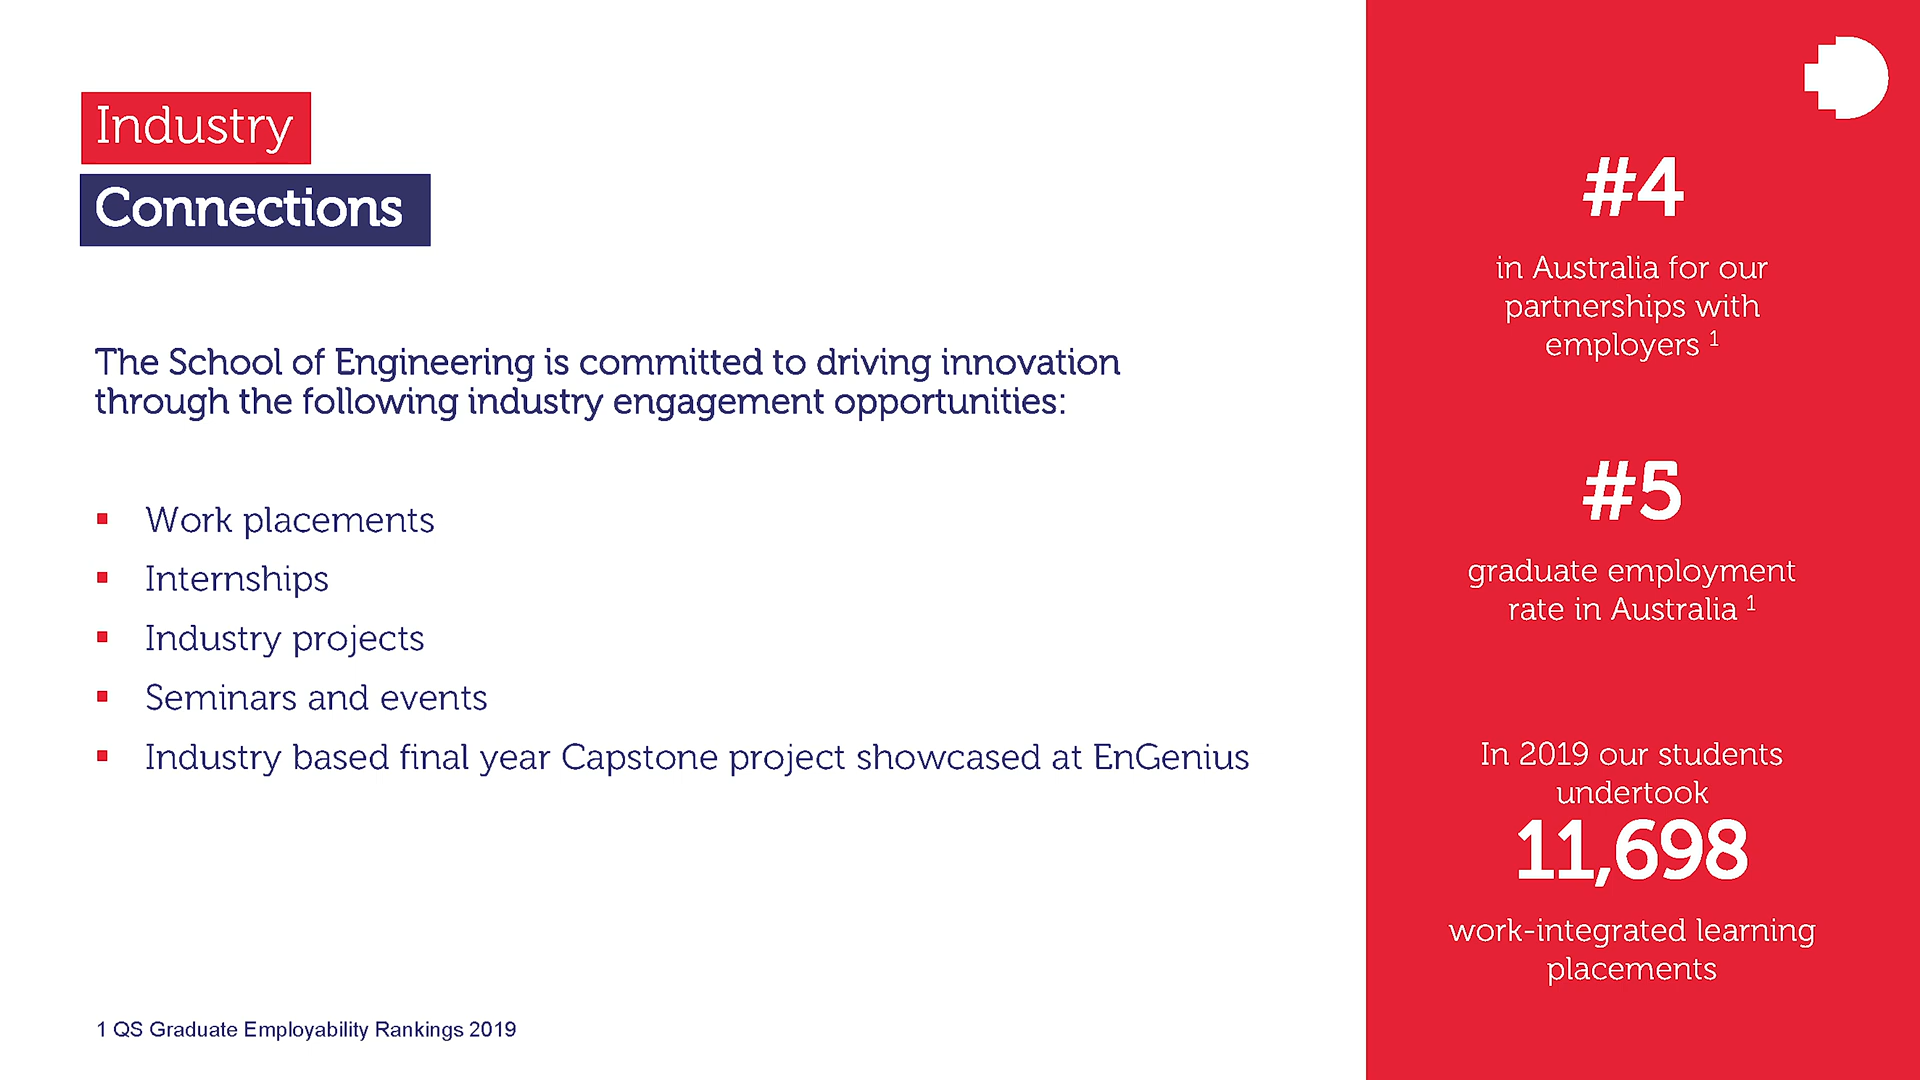 Industry
Connections
The School of Engineering is committed to driving innovation
through the following industry engagement opportunities:
▪ Work placements
▪ Internships
▪ Industry projects
▪ Seminars and events
▪ Industry based final year Capstone project showcased at EnGenius
1 QS Graduate Employability Rankings 2019
#4
in Australia for our
partnerships with
employers ¹
#5
graduate employment
rate in Australia ¹
In 2019 our students
undertook
11,698
work-integrated learning
placements